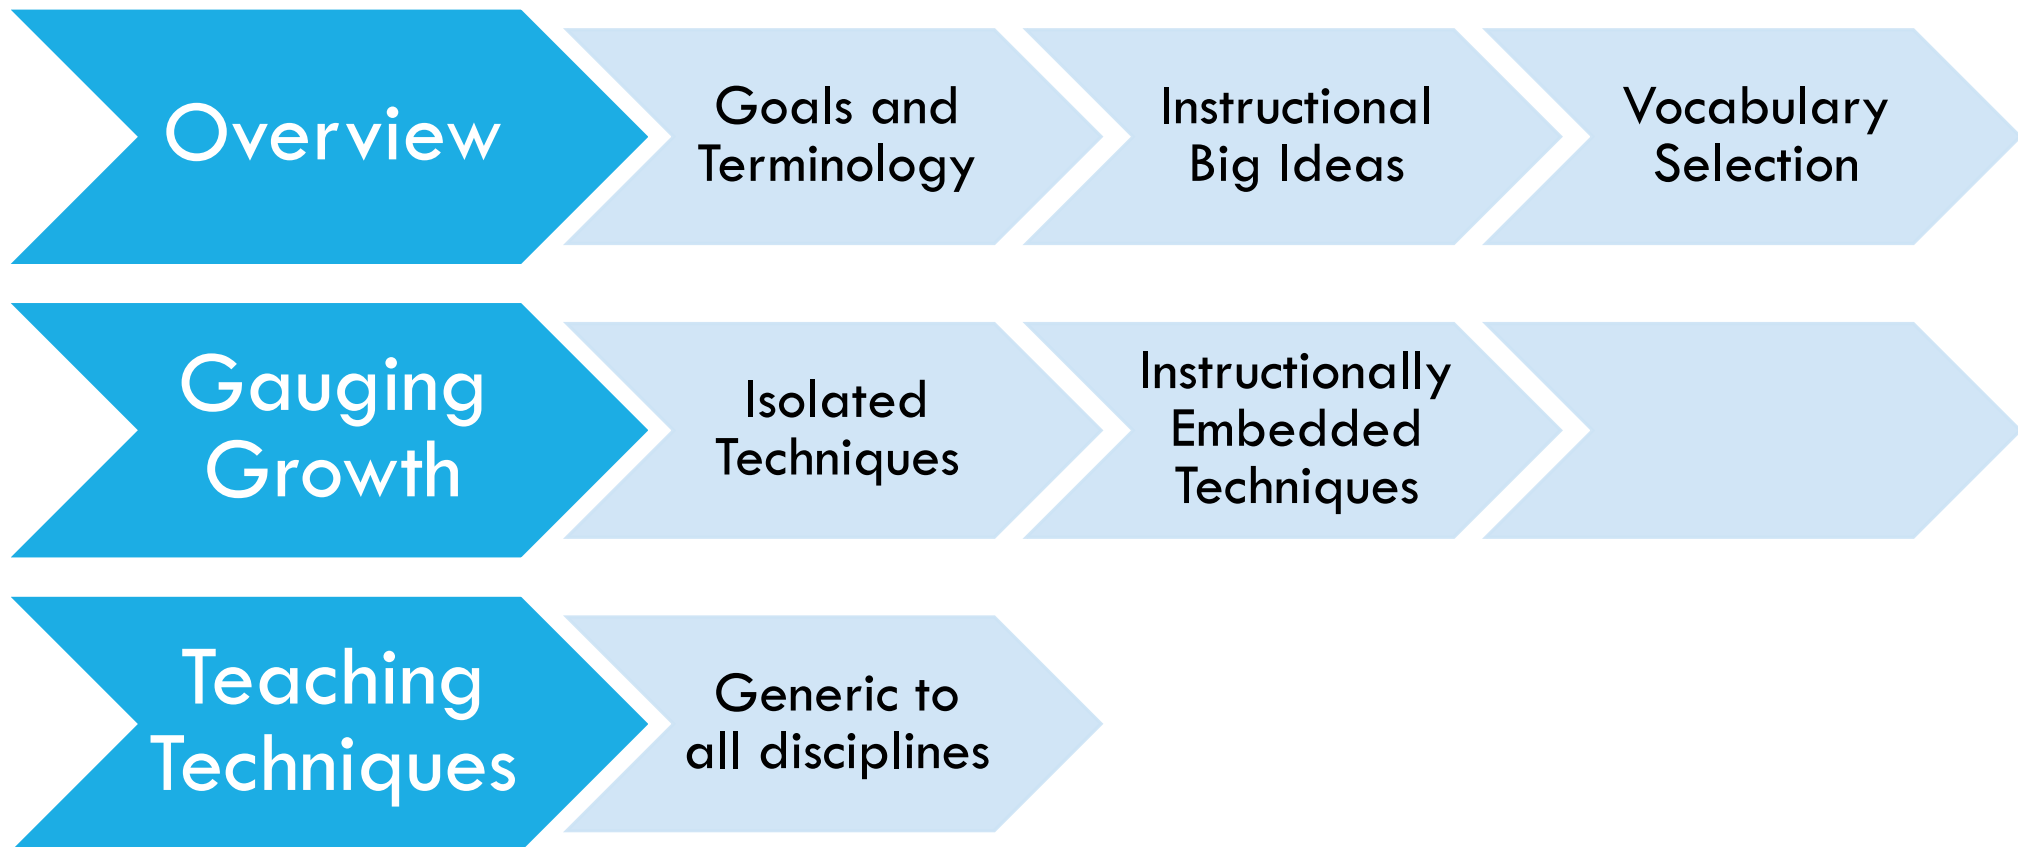 Overview
Goals and
Terminology
Instructional
Big Ideas
Vocabulary
Selection
Gauging
Growth
Isolated
Techniques
Instructionally
Embedded
Techniques
Teaching
Techniques
Generic to
all disciplines